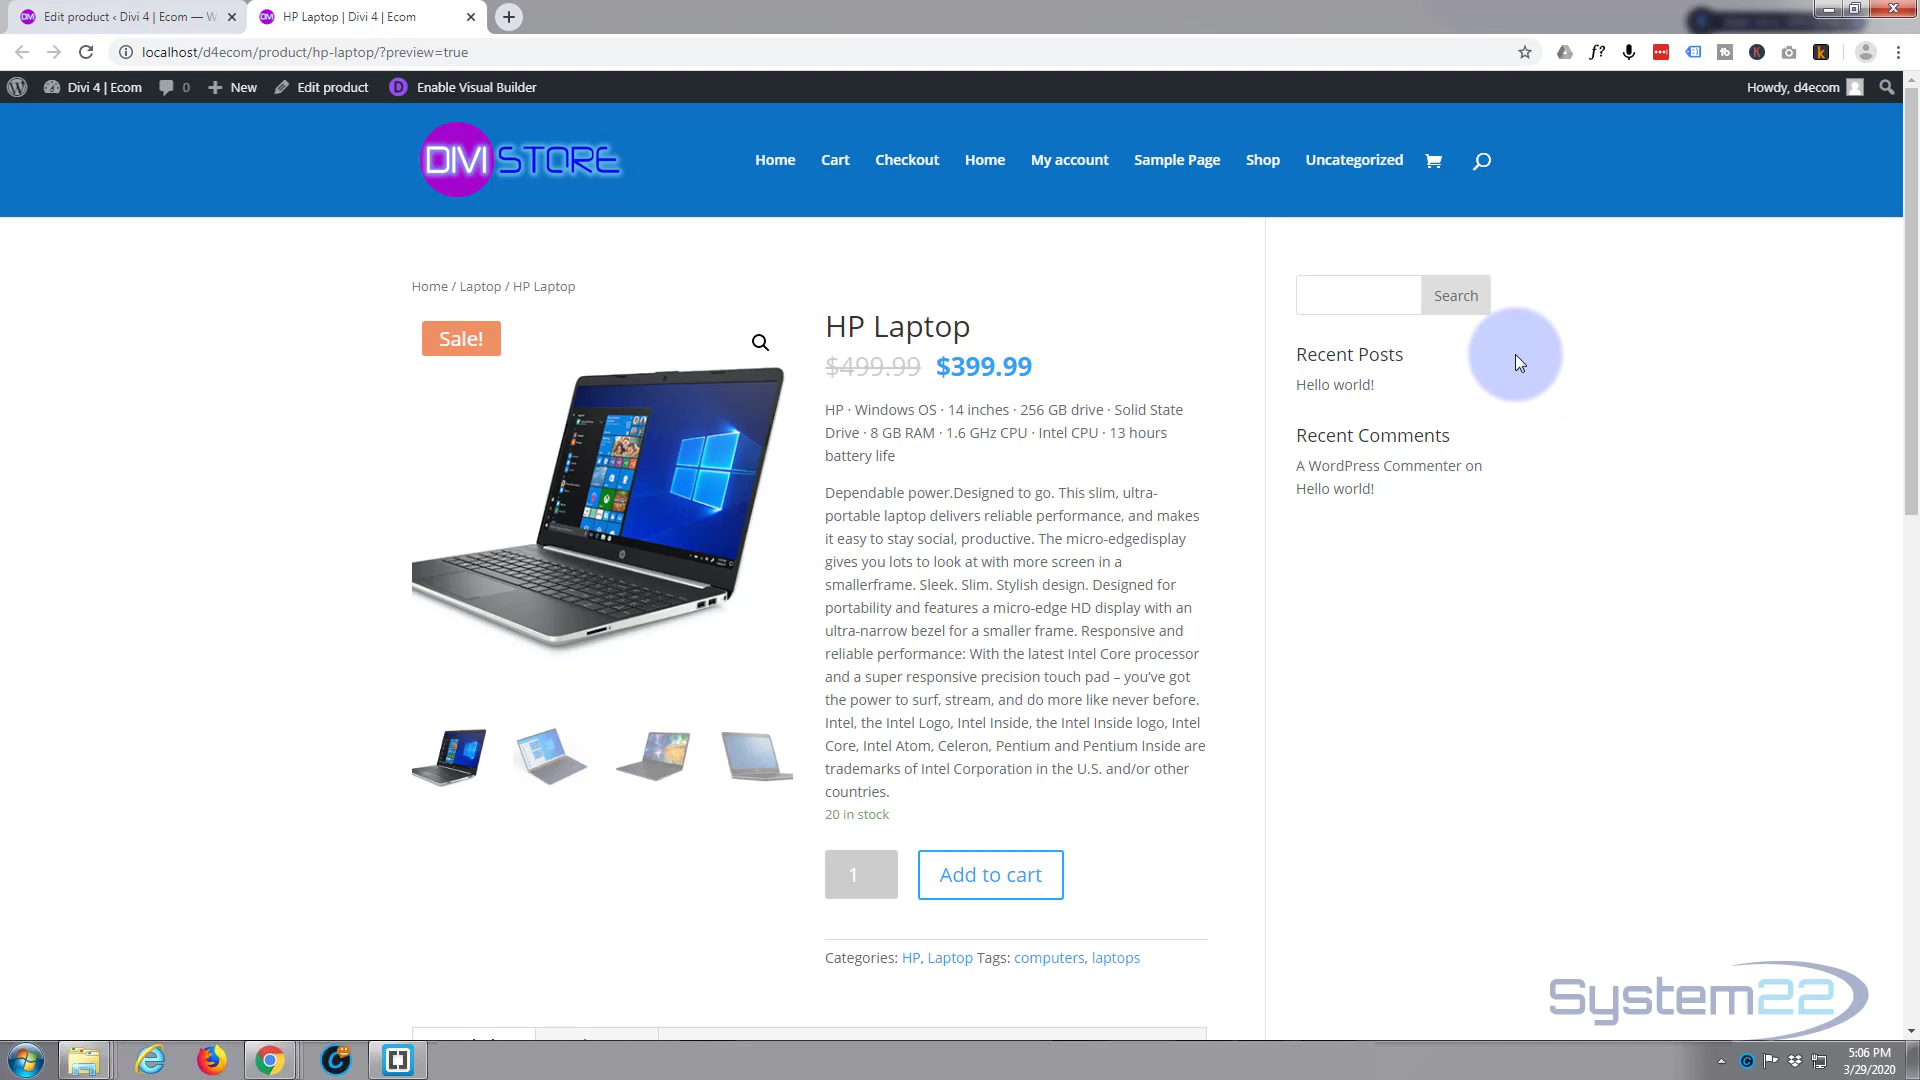 Edit product ‹ Divi 4 | Ecom — W
HP Laptop | Divi 4 | Ecom
localhost/d4ecom/product/hp-laptop/?preview=true
Divi 4 | Ecom
0
New
Edit product
Enable Visual Builder
Howdy, d4ecom
DIVI STORE
Home
Cart
Checkout
Home
My account
Sample Page
Shop
Uncategorized
Home / Laptop / HP Laptop
Sale!
HP Laptop
$499.99 $399.99
HP · Windows OS · 14 inches · 256 GB drive · Solid State
Drive · 8 GB RAM · 1.6 GHz CPU · Intel CPU · 13 hours
battery life
Dependable power.Designed to go. This slim, ultra-
portable laptop delivers reliable performance, and makes
it easy to stay social, productive. The micro-edgedisplay
gives you lots to look at with more screen in a
smallerframe. Sleek. Slim. Stylish design. Designed for
portability and features a micro-edge HD display with an
ultra-narrow bezel for a smaller frame. Responsive and
reliable performance: With the latest Intel Core processor
and a super responsive precision touch pad – you’ve got
the power to surf, stream, and do more like never before.
Intel, the Intel Logo, Intel Inside, the Intel Inside logo, Intel
Core, Intel Atom, Celeron, Pentium and Pentium Inside are
trademarks of Intel Corporation in the U.S. and/or other
countries.
20 in stock
1
Add to cart
Categories: HP, Laptop Tags: computers, laptops
Search
Recent Posts
Hello world!
Recent Comments
A WordPress Commenter on
Hello world!
System22
5:06 PM
3/29/2020